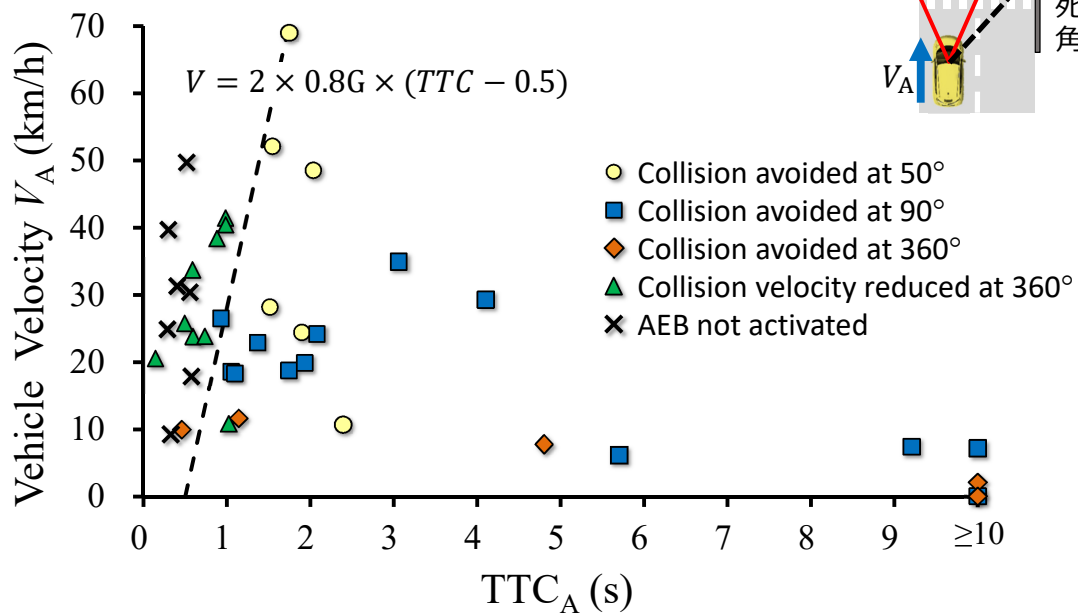 死
角
V_A
V = 2 × 0.8G × (TTC − 0.5)
Vehicle Velocity V_A (km/h)
70
60
50
40
30
20
10
0
Collision avoided at 50°
Collision avoided at 90°
Collision avoided at 360°
Collision velocity reduced at 360°
AEB not activated
0 1 2 3 4 5 6 7 8 9 ≥10
TTC_A (s)